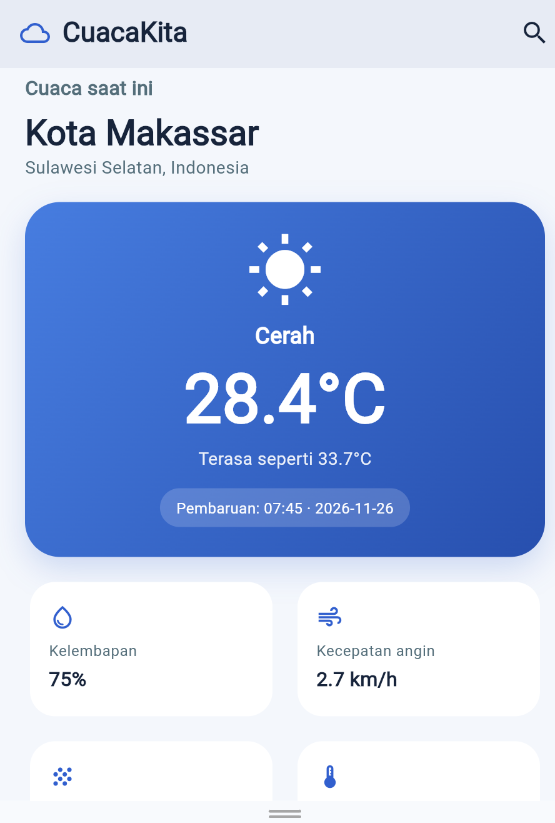 CuacaKita
Cuaca saat ini
Kota Makassar
Sulawesi Selatan, Indonesia
Cerah
28.4°C
Terasa seperti 33.7°C
Pembaruan: 07:45 · 2026-11-26
Kelembapan
75%
Kecepatan angin
2.7 km/h